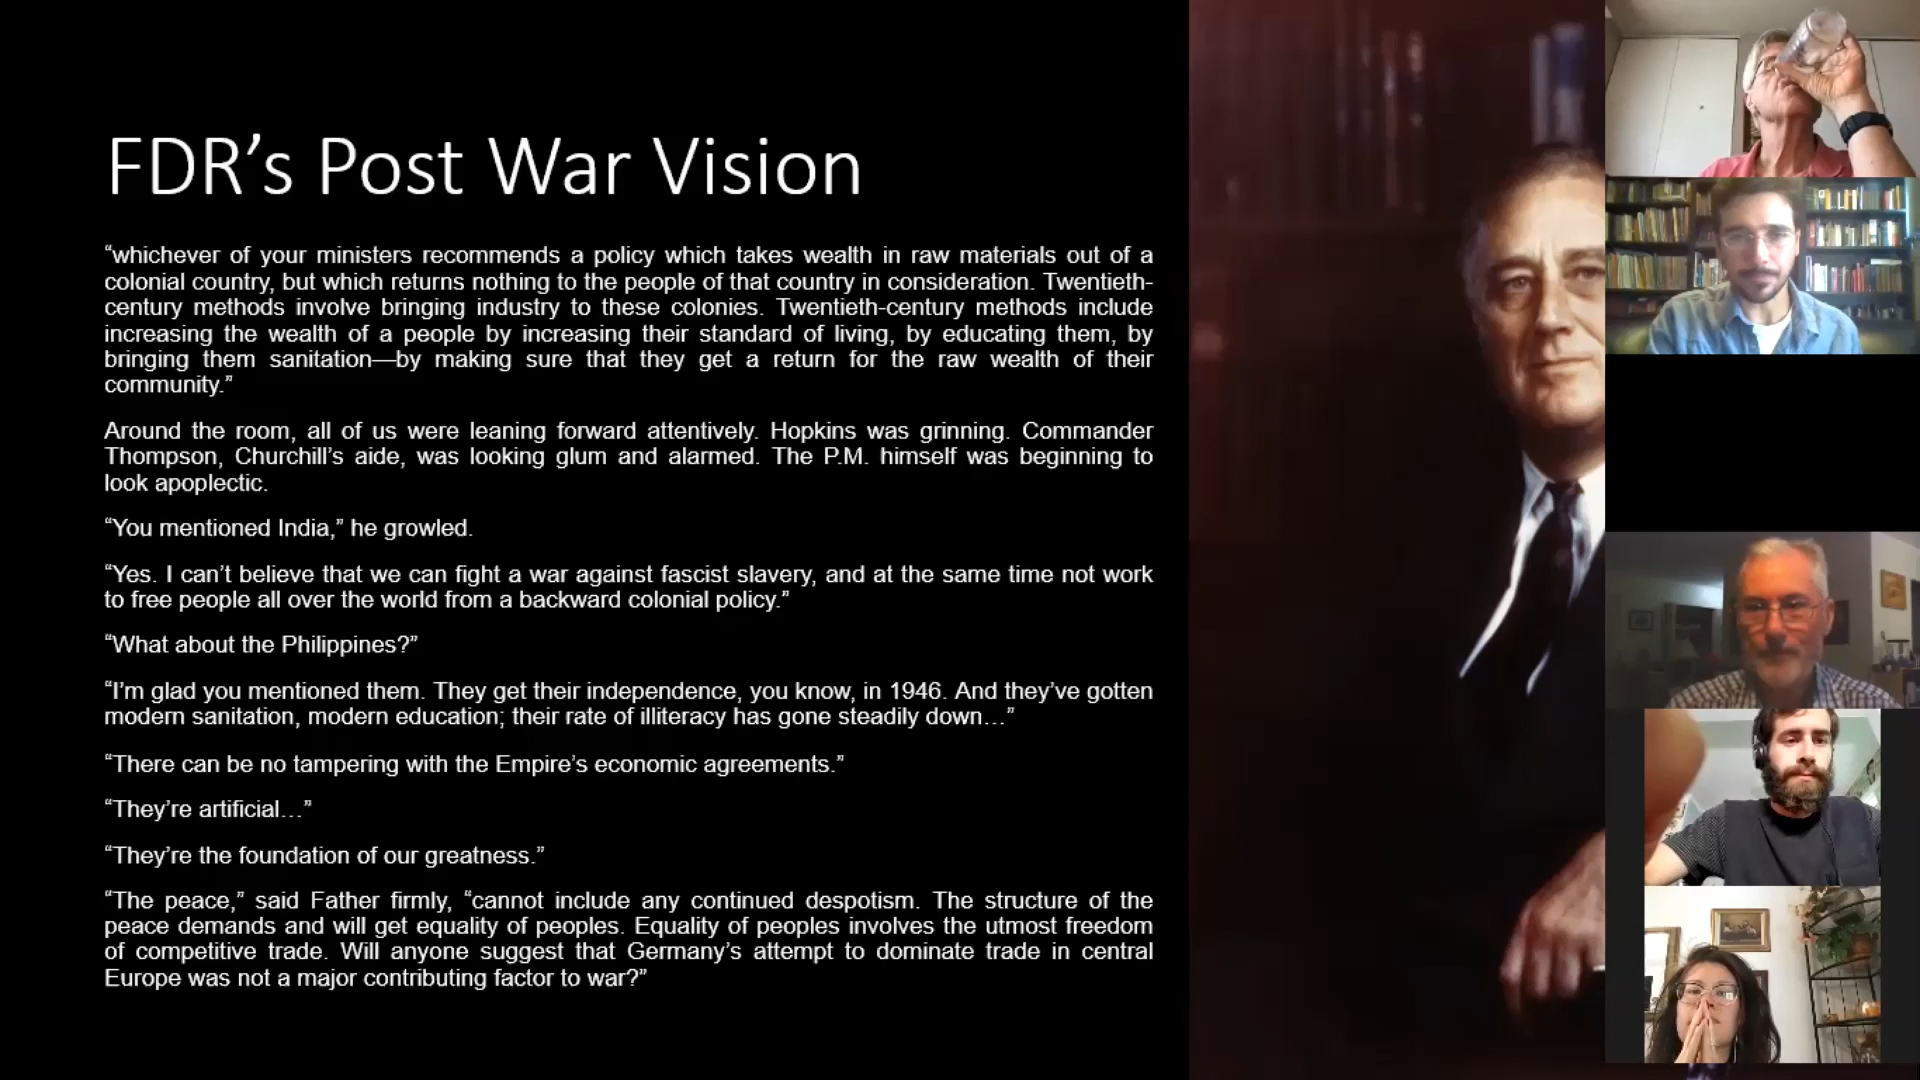 FDR’s Post War Vision
“whichever of your ministers recommends a policy which takes wealth in raw materials out of a
colonial country, but which returns nothing to the people of that country in consideration. Twentieth-
century methods involve bringing industry to these colonies. Twentieth-century methods include
increasing the wealth of a people by increasing their standard of living, by educating them, by
bringing them sanitation—by making sure that they get a return for the raw wealth of their
community.”
Around the room, all of us were leaning forward attentively. Hopkins was grinning. Commander
Thompson, Churchill’s aide, was looking glum and alarmed. The P.M. himself was beginning to
look apoplectic.
“You mentioned India,” he growled.
“Yes. I can’t believe that we can fight a war against fascist slavery, and at the same time not work
to free people all over the world from a backward colonial policy.”
“What about the Philippines?”
“I’m glad you mentioned them. They get their independence, you know, in 1946. And they’ve gotten
modern sanitation, modern education; their rate of illiteracy has gone steadily down…”
“There can be no tampering with the Empire’s economic agreements.”
“They’re artificial…”
“They’re the foundation of our greatness.”
“The peace,” said Father firmly, “cannot include any continued despotism. The structure of the
peace demands and will get equality of peoples. Equality of peoples involves the utmost freedom
of competitive trade. Will anyone suggest that Germany’s attempt to dominate trade in central
Europe was not a major contributing factor to war?”